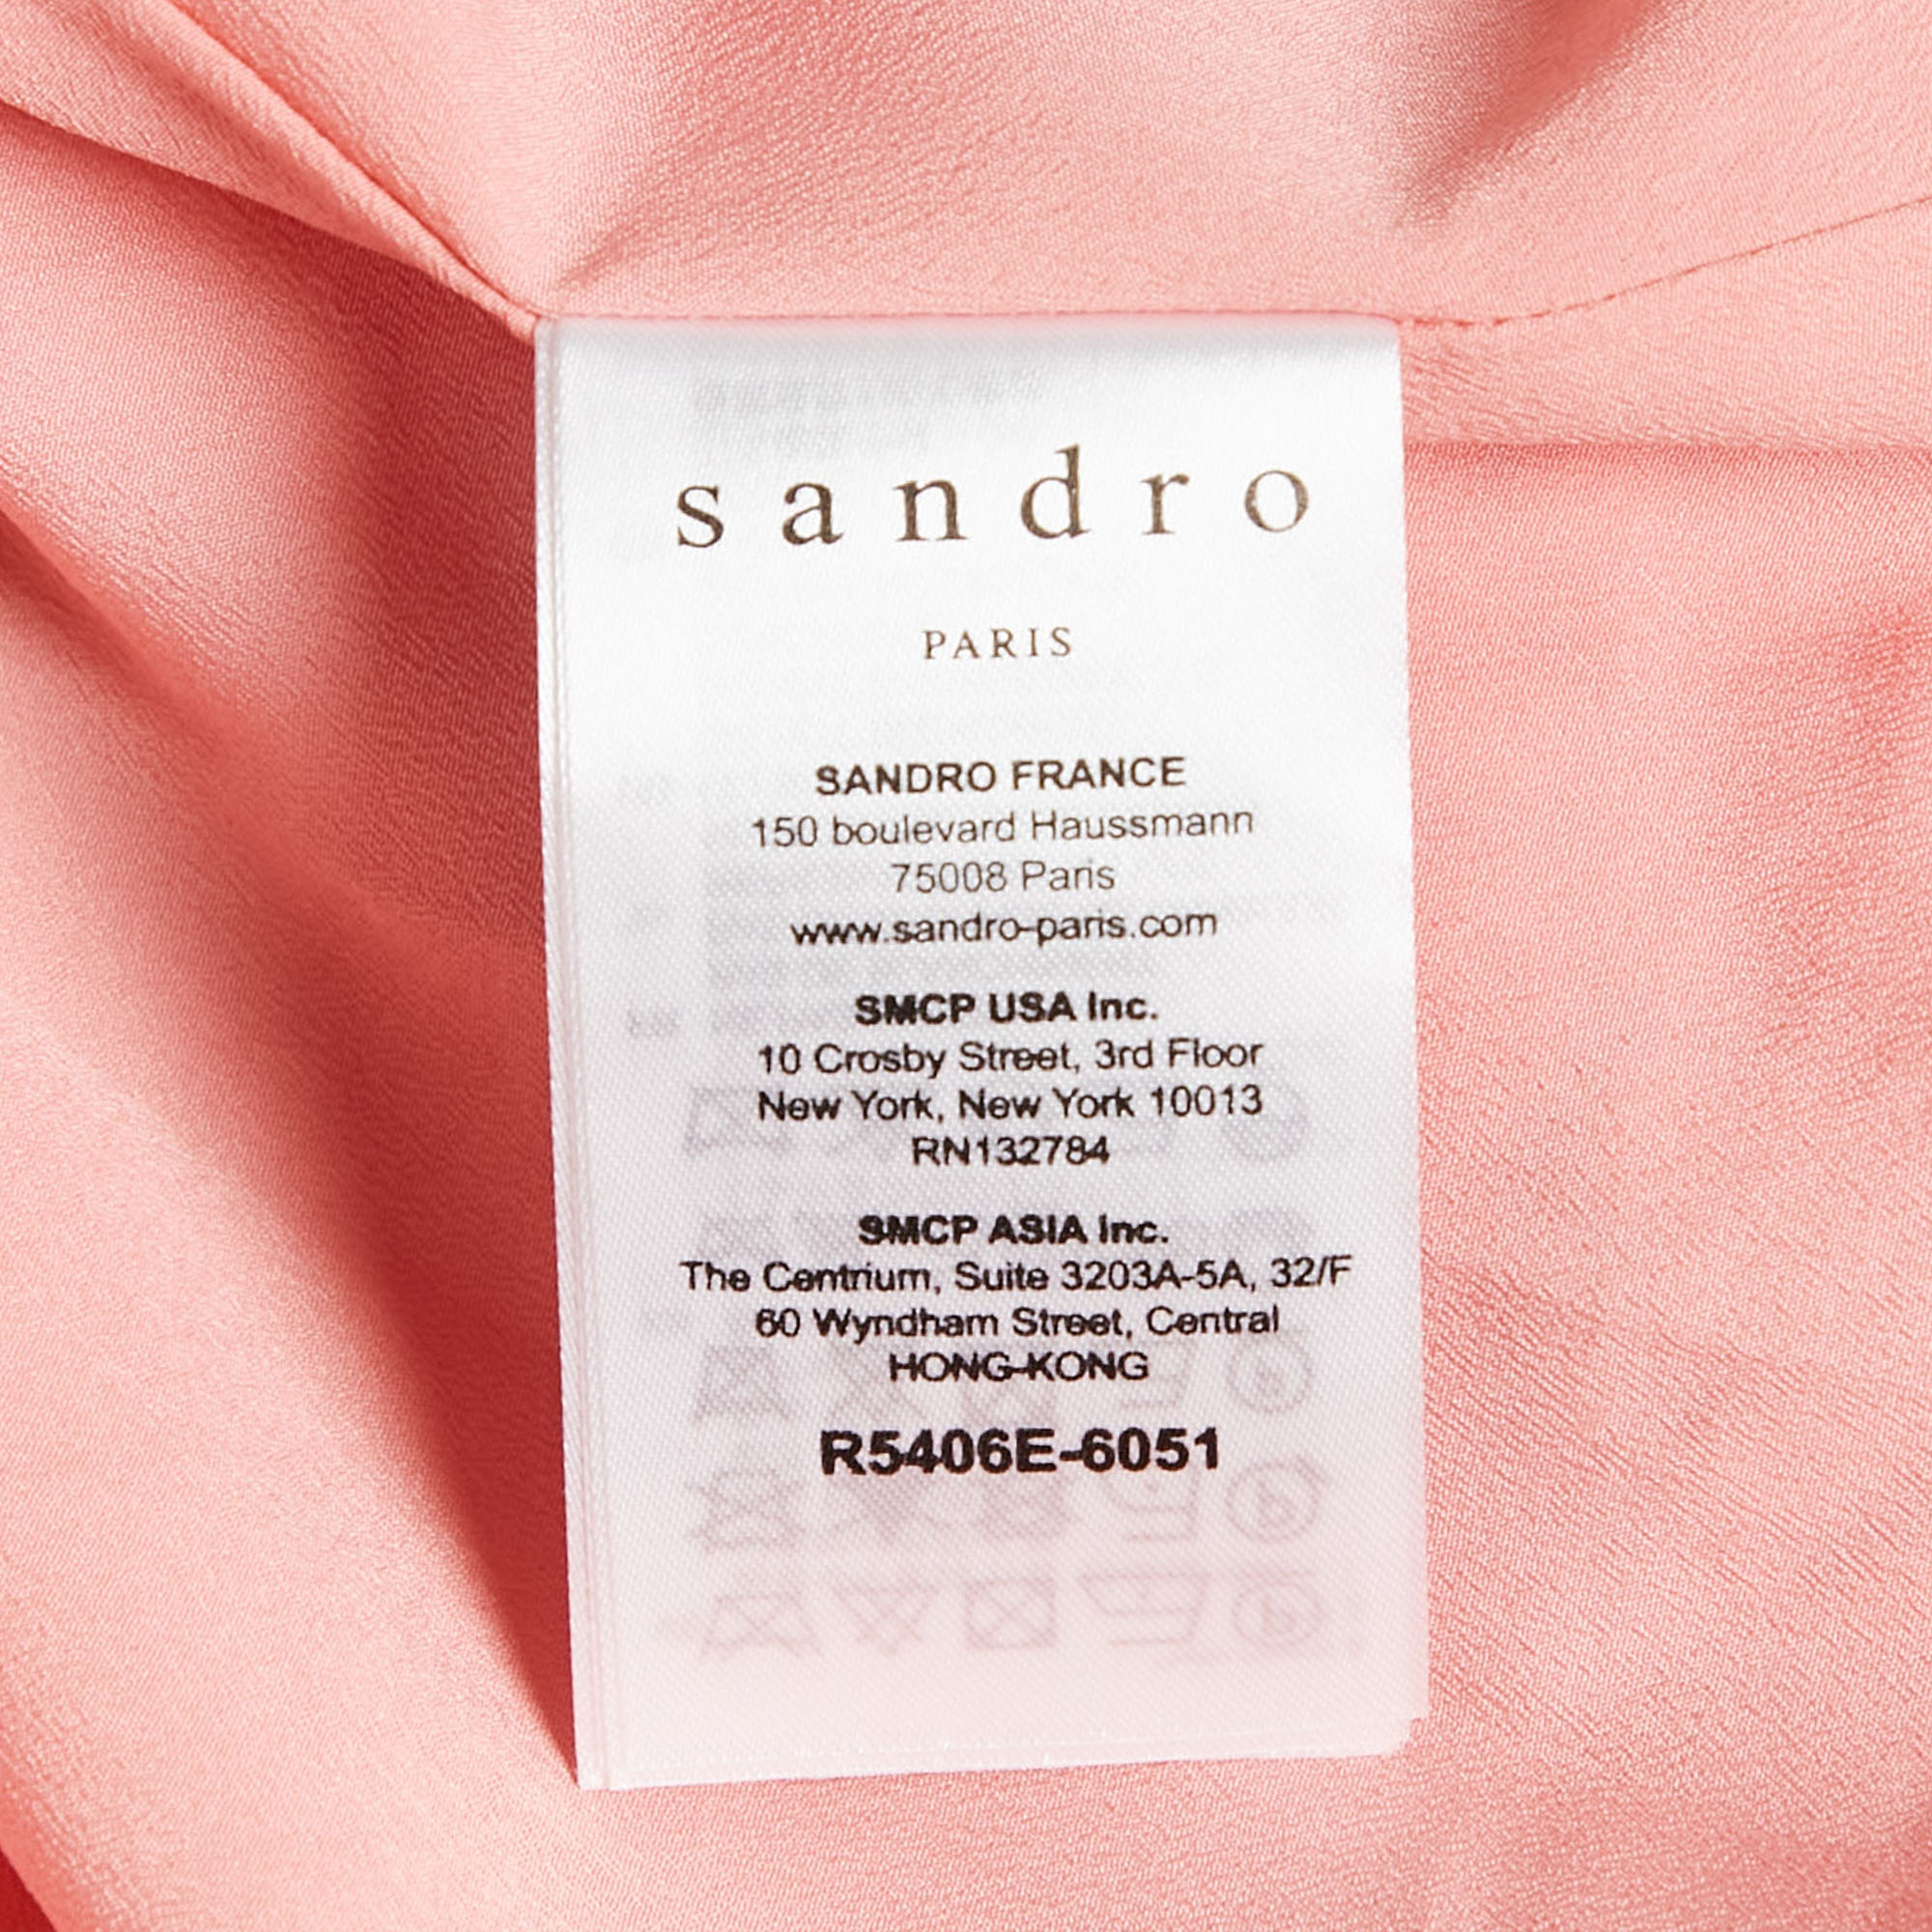 sandro
PARIS
SANDRO FRANCE
150 boulevard Haussmann
75008 Paris
www.sandro-paris.com
SMCP USA Inc.
10 Crosby Street, 3rd Floor
New York, New York 10013
RN132784
SMCP ASIA Inc.
The Centrium, Suite 3203A-5A, 32/F
60 Wyndham Street, Central
HONG-KONG
R5406E-6051